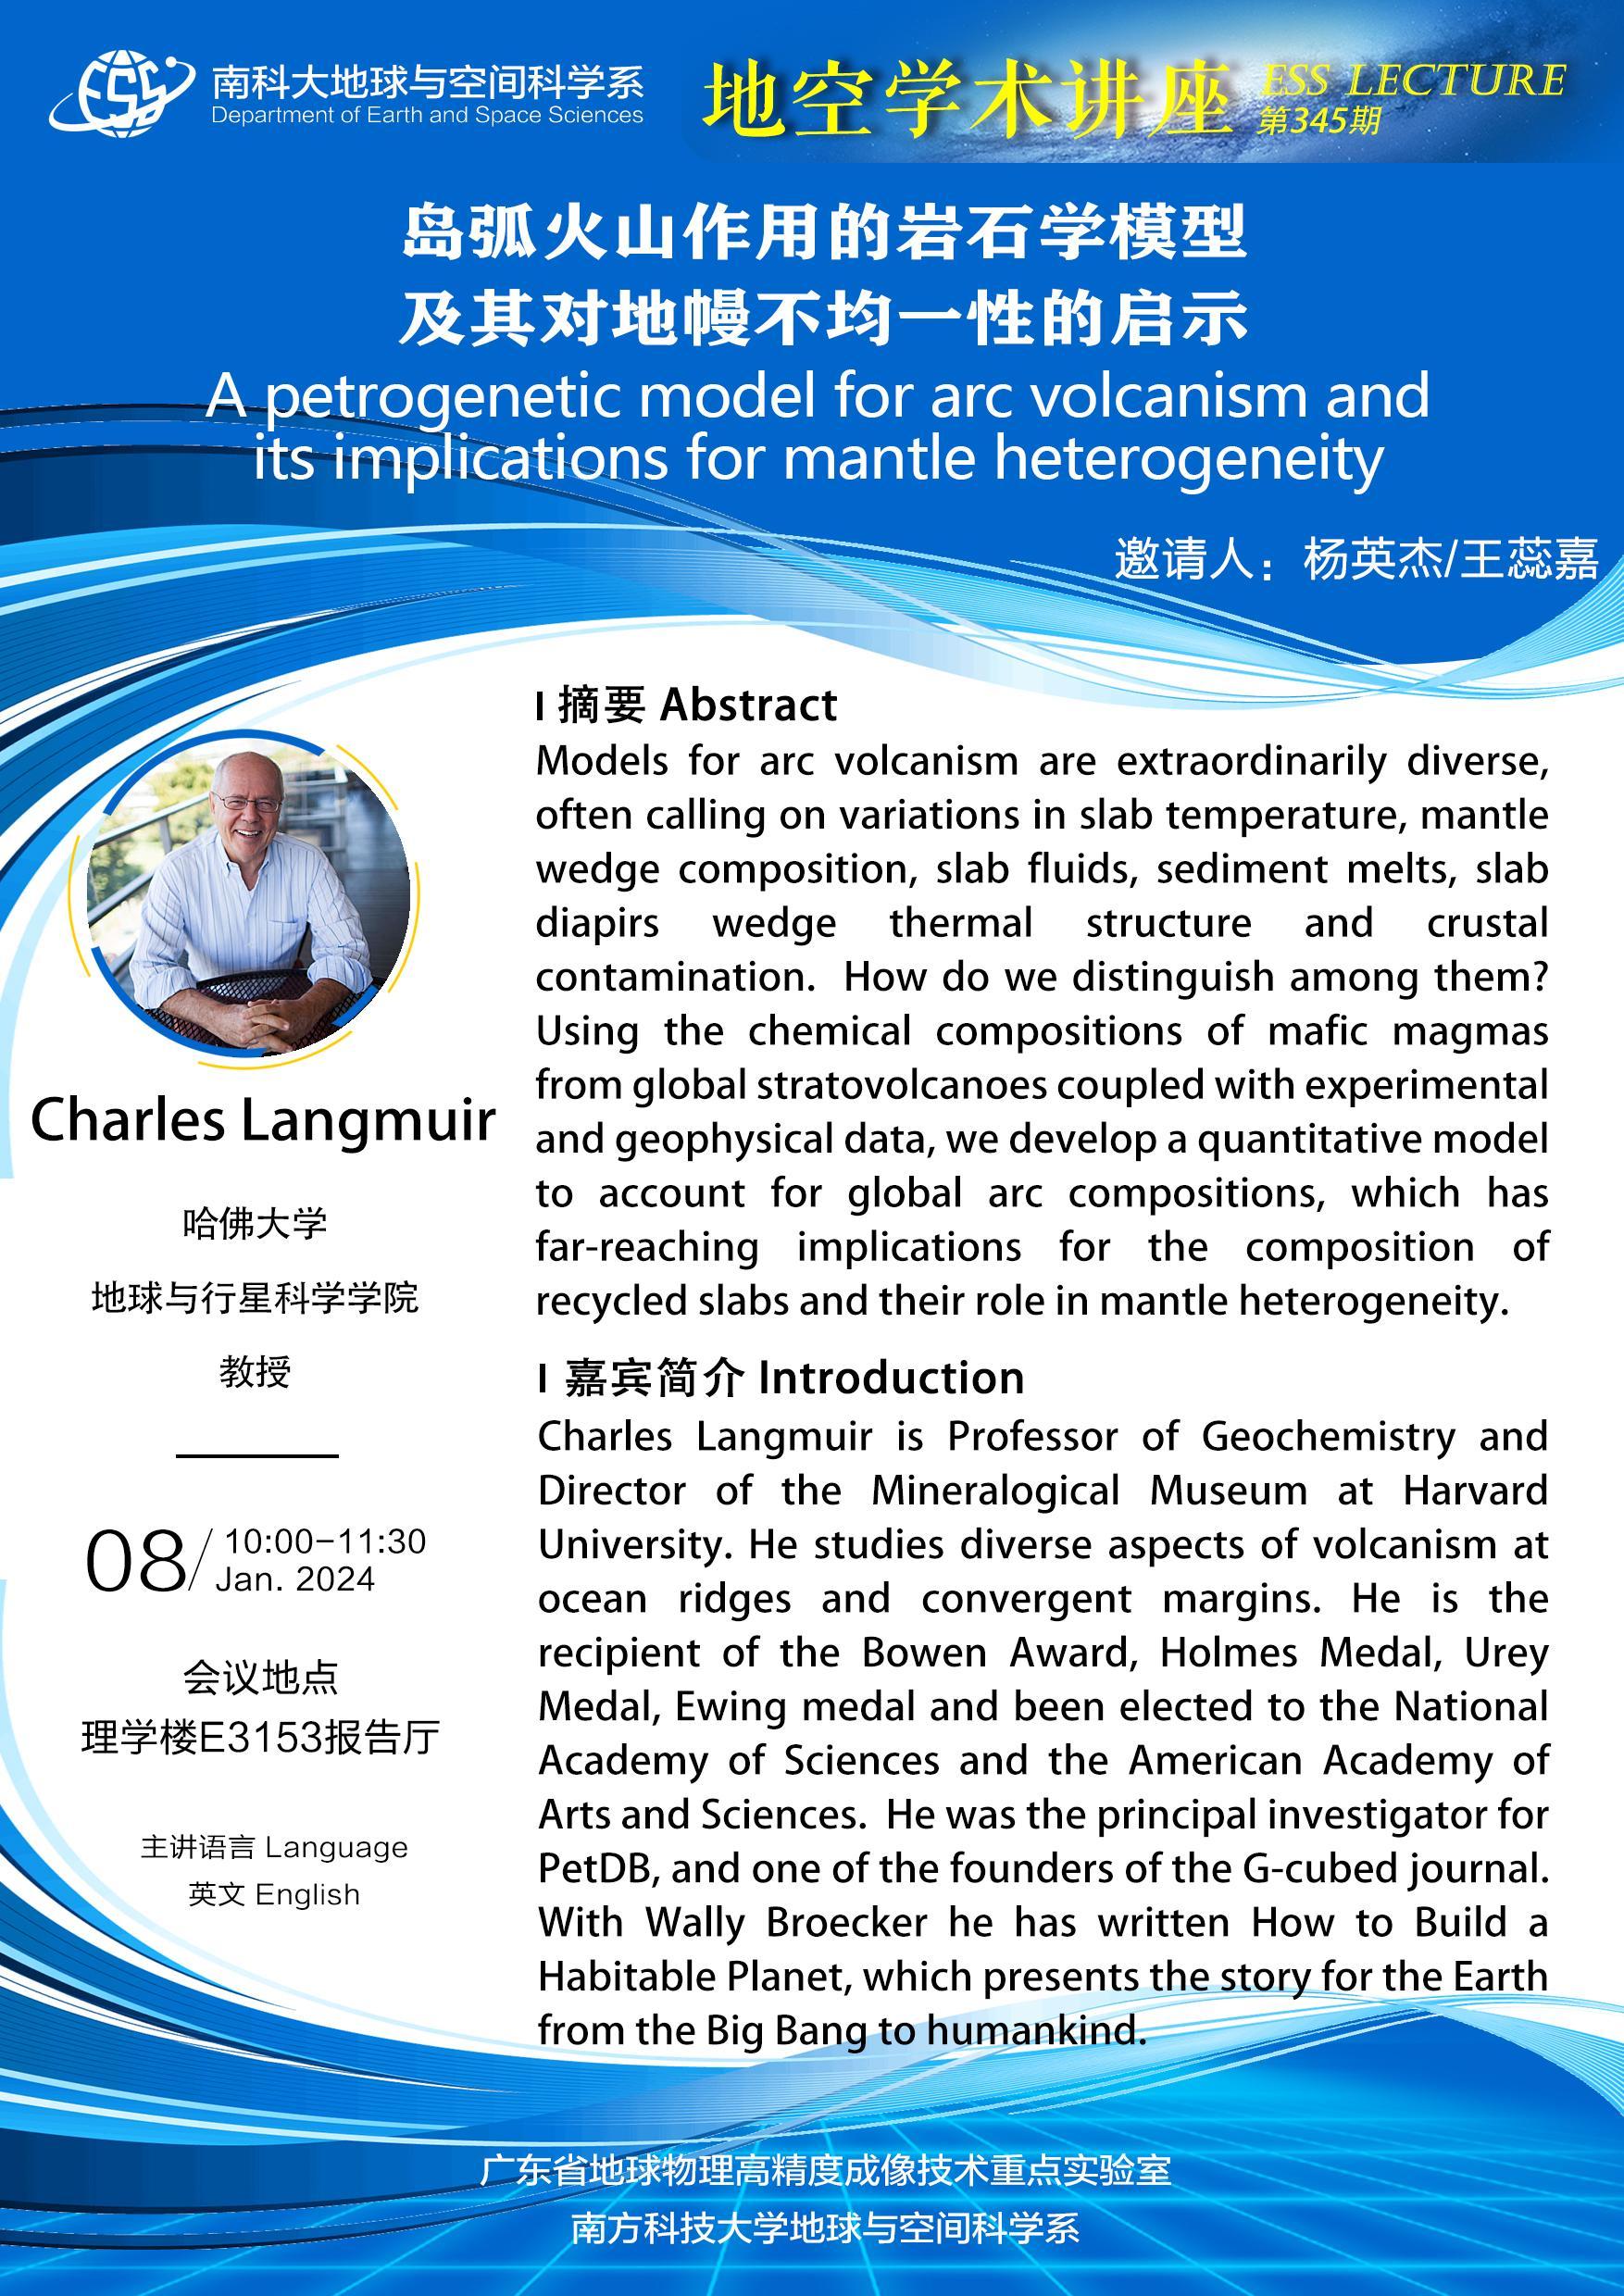 ESS
南科大地球与空间科学系
Department of Earth and Space Sciences
地空学术讲座
ESS LECTURE
第345期
岛弧火山作用的岩石学模型
及其对地幔不均一性的启示
A petrogenetic model for arc volcanism and
its implications for mantle heterogeneity
邀请人：杨英杰/王蕊嘉
Charles Langmuir
哈佛大学
地球与行星科学学院
教授
08/ 10:00-11:30
Jan. 2024
会议地点
理学楼E3153报告厅
主讲语言 Language
英文 English
I 摘要 Abstract
Models for arc volcanism are extraordinarily diverse,
often calling on variations in slab temperature, mantle
wedge composition, slab fluids, sediment melts, slab
diapirs wedge thermal structure and crustal
contamination. How do we distinguish among them?
Using the chemical compositions of mafic magmas
from global stratovolcanoes coupled with experimental
and geophysical data, we develop a quantitative model
to account for global arc compositions, which has
far-reaching implications for the composition of
recycled slabs and their role in mantle heterogeneity.
I 嘉宾简介 Introduction
Charles Langmuir is Professor of Geochemistry and
Director of the Mineralogical Museum at Harvard
University. He studies diverse aspects of volcanism at
ocean ridges and convergent margins. He is the
recipient of the Bowen Award, Holmes Medal, Urey
Medal, Ewing medal and been elected to the National
Academy of Sciences and the American Academy of
Arts and Sciences. He was the principal investigator for
PetDB, and one of the founders of the G-cubed journal.
With Wally Broecker he has written How to Build a
Habitable Planet, which presents the story for the Earth
from the Big Bang to humankind.
广东省地球物理高精度成像技术重点实验室
南方科技大学地球与空间科学系